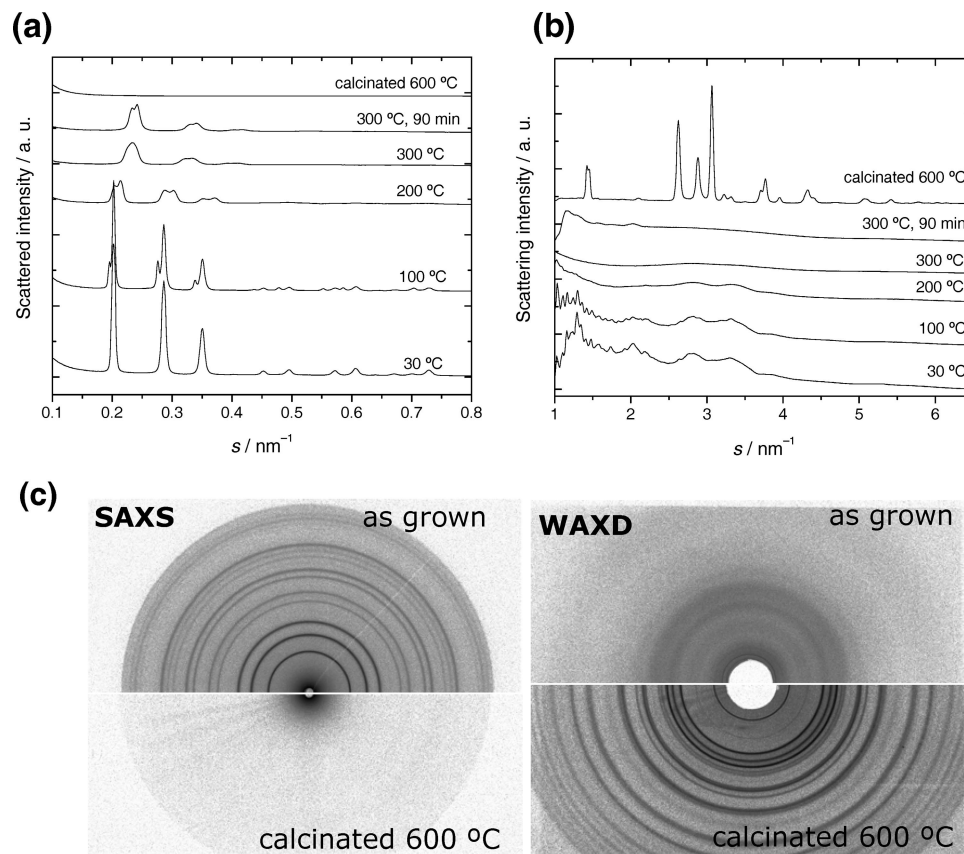 (a)
calcinated 600 ºC
300 ºC, 90 min
300 ºC
200 ºC
100 ºC
30 ºC
Scattered intensity / a. u.
0.1 0.2 0.3 0.4 0.5 0.6 0.7 0.8
s / nm⁻¹
(b)
calcinated 600 ºC
300 ºC, 90 min
300 ºC
200 ºC
100 ºC
30 ºC
Scattering intensity / a. u.
1 2 3 4 5 6
s / nm⁻¹
(c)
SAXS as grown
calcinated 600 ºC
WAXD as grown
calcinated 600 ºC